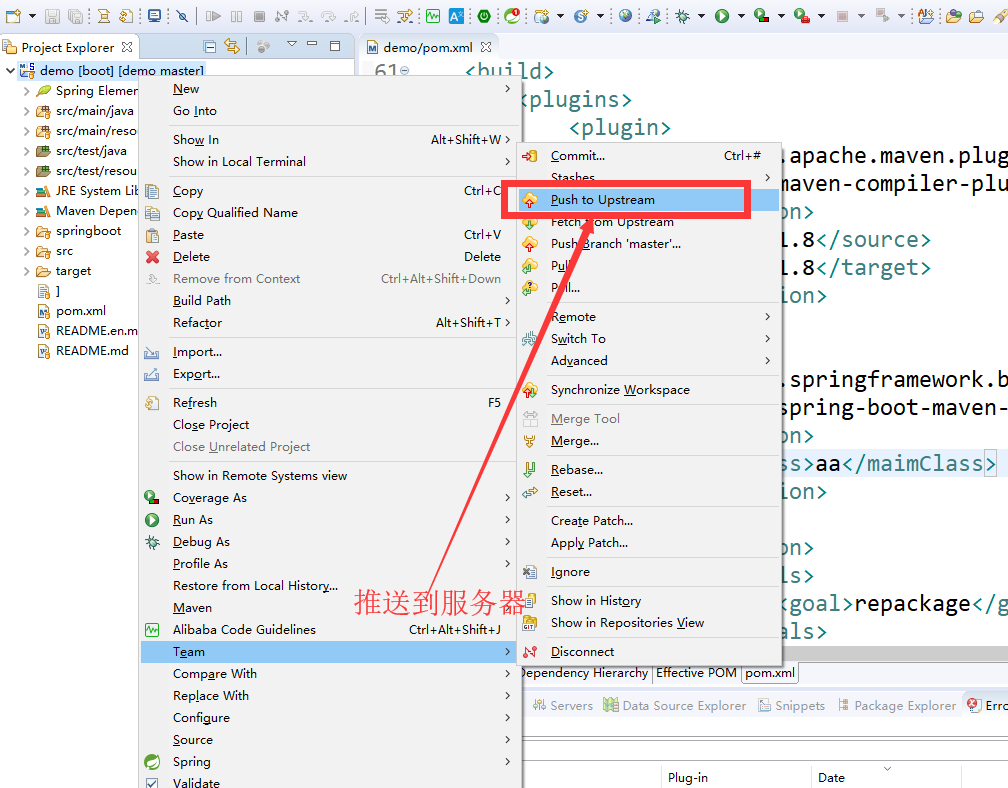 Project Explorer
demo/pom.xml
demo [boot] [demo master]
Spring Elemen
src/main/java
src/main/resou
src/test/java
src/test/resou
JRE System Lib
Maven Depen
springboot
src
target
]
pom.xml
README.en.m
README.md
New
Go Into
Show In Alt+Shift+W
Show in Local Terminal
Copy Ctrl+C
Copy Qualified Name
Paste Ctrl+V
Delete Delete
Remove from Context Ctrl+Alt+Shift+Down
Build Path
Refactor Alt+Shift+T
Import...
Export...
Refresh F5
Close Project
Close Unrelated Project
Show in Remote Systems view
Coverage As
Run As
Debug As
Profile As
Restore from Local History...
Maven
Alibaba Code Guidelines Ctrl+Alt+Shift+J
Team
Compare With
Replace With
Configure
Source
Spring
Validate
Commit... Ctrl+#
Stashes
Push to Upstream
Fetch from Upstream
Push Branch 'master'...
Pull
Pull...
Remote
Switch To
Advanced
Synchronize Workspace
Merge Tool
Merge...
Rebase...
Reset...
Create Patch...
Apply Patch...
Ignore
Show in History
Show in Repositories View
Disconnect
推送到服务器
61
<build>
<plugins>
<plugin>
.apache.maven.plug
maven-compiler-plu
on>
1.8</source>
1.8</target>
ion>
.springframework.b
spring-boot-maven-
on>
ss>aa</maimClass>
ion>
on>
ls>
<goal>repackage</g
als>
Dependency Hierarchy Effective POM pom.xml
Servers Data Source Explorer Snippets Package Explorer Erro
Plug-in Date